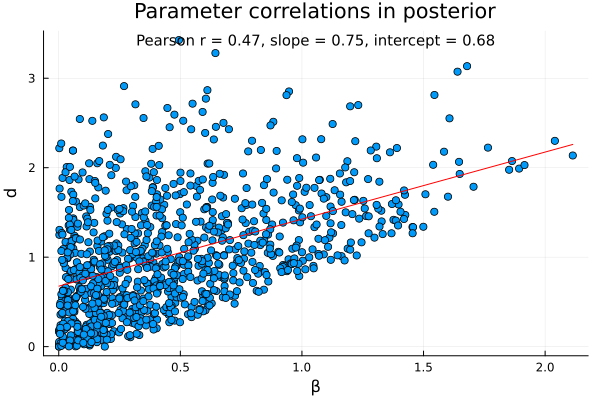 Parameter correlations in posterior
Pearson r = 0.47, slope = 0.75, intercept = 0.68
3
2
d
1
0
0.0 0.5 1.0 1.5 2.0
β